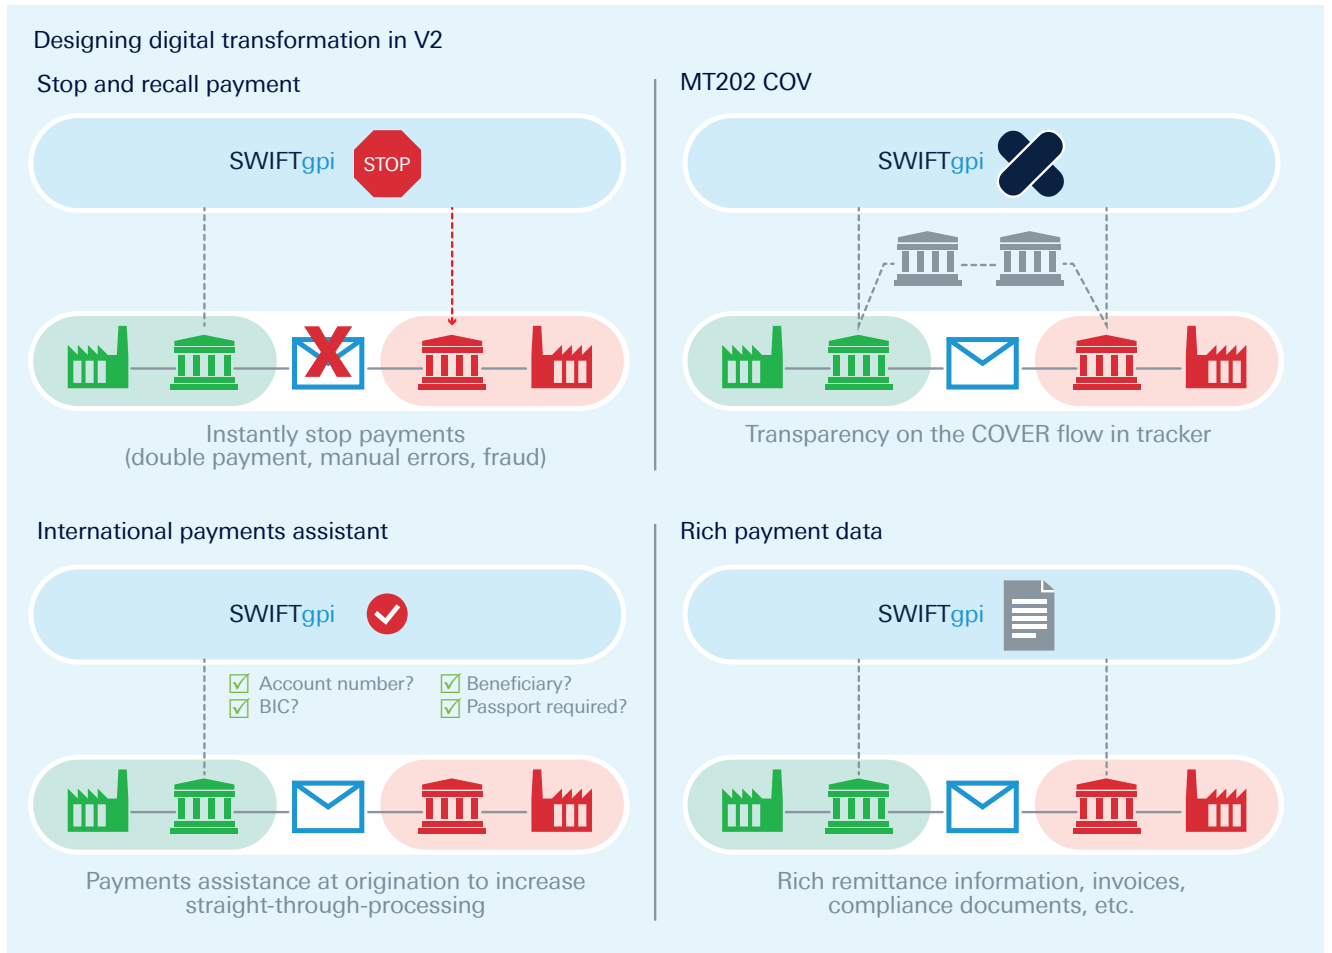 Designing digital transformation in V2
Stop and recall payment
SWIFTgpi
STOP
Instantly stop payments
(double payment, manual errors, fraud)
MT202 COV
SWIFTgpi
Transparency on the COVER flow in tracker
International payments assistant
SWIFTgpi
Account number?
Beneficiary?
BIC?
Passport required?
Payments assistance at origination to increase
straight-through-processing
Rich payment data
SWIFTgpi
Rich remittance information, invoices,
compliance documents, etc.